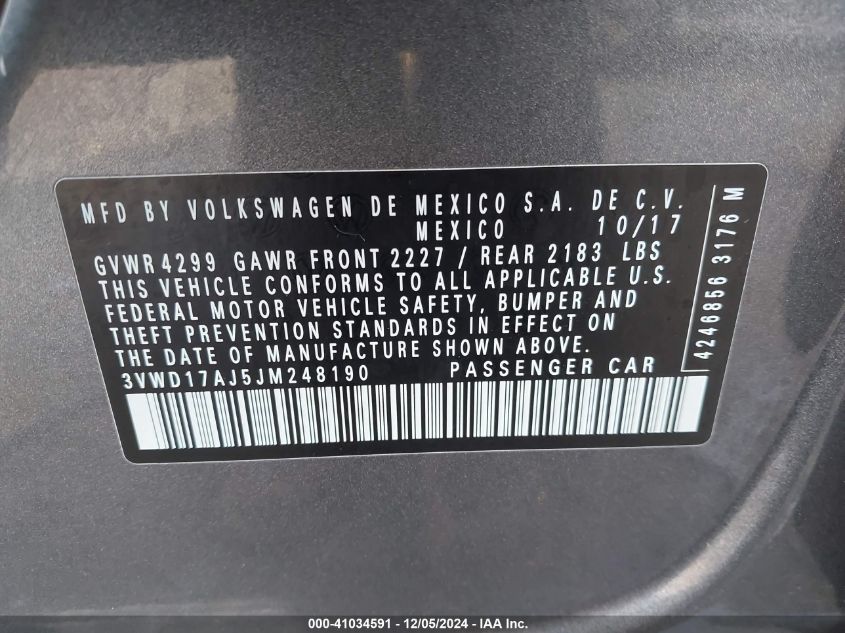 MFD BY VOLKSWAGEN DE MEXICO S.A. DE C.V.
MEXICO 10/17
GVWR 4299 GAWR FRONT 2227 / REAR 2183 LBS
THIS VEHICLE CONFORMS TO ALL APPLICABLE U.S.
FEDERAL MOTOR VEHICLE SAFETY, BUMPER AND
THEFT PREVENTION STANDARDS IN EFFECT ON
THE DATE OF MANUFACTURE SHOWN ABOVE.
3VWD17AJ5JM248190 PASSENGER CAR
4246856 3176 M
000-41034591 - 12/05/2024 - IAA Inc.